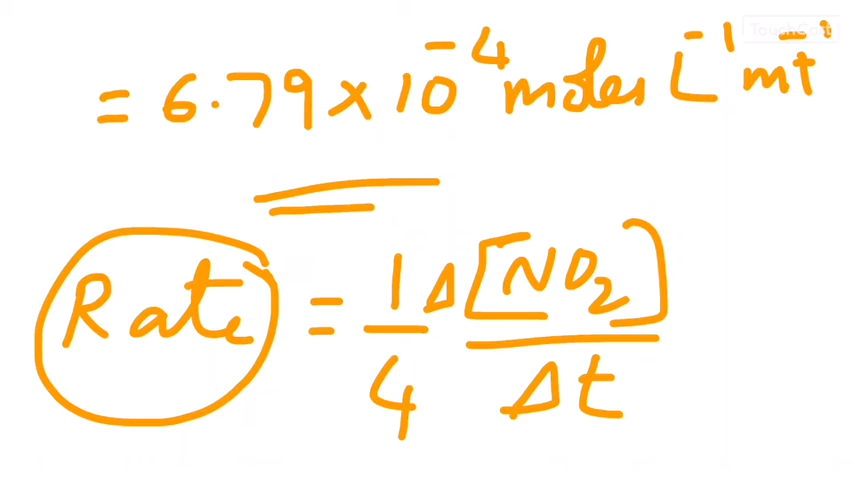 = 6.79 × 10⁻⁴ moles L⁻¹ mt⁻¹
Rate = 1/4 Δ[NO₂]/Δt